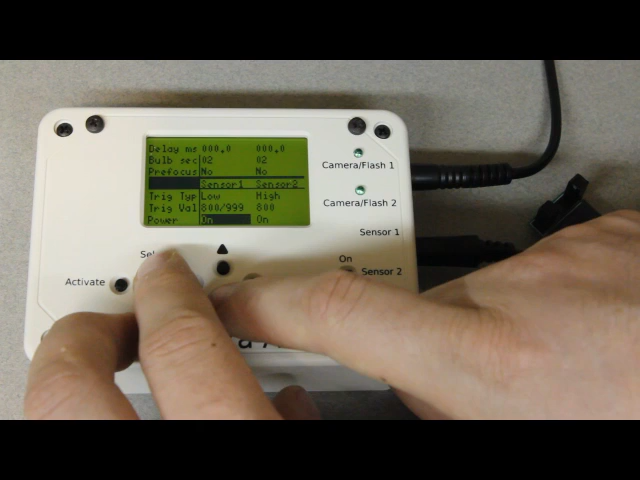 Delay ms 000.0 000.0
Bulb sec 02 02
Prefocus No No
Sensor1 Sensor2
Trig Typ Low High
Trig Val 800/999 800
Power On On
Camera/Flash 1
Camera/Flash 2
Sensor 1
On
Sensor 2
Activate